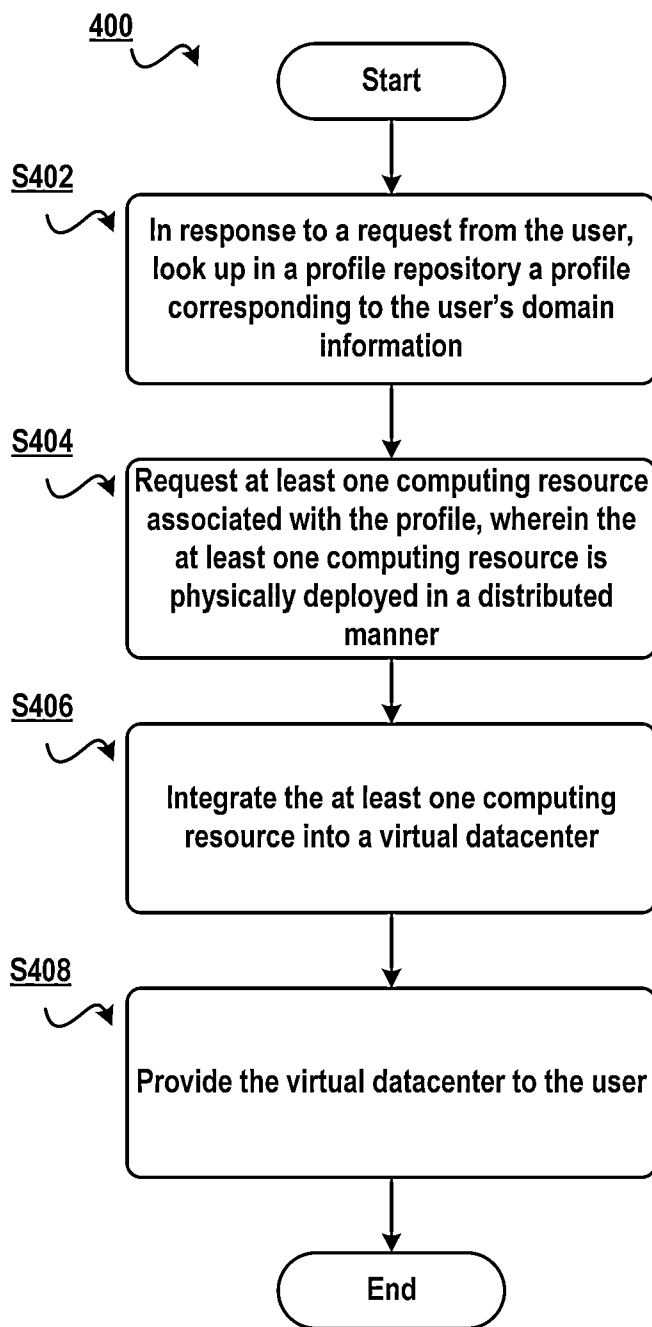 400
Start
S402
In response to a request from the user,
look up in a profile repository a profile
corresponding to the user's domain
information
S404
Request at least one computing resource
associated with the profile, wherein the
at least one computing resource is
physically deployed in a distributed
manner
S406
Integrate the at least one computing
resource into a virtual datacenter
S408
Provide the virtual datacenter to the user
End